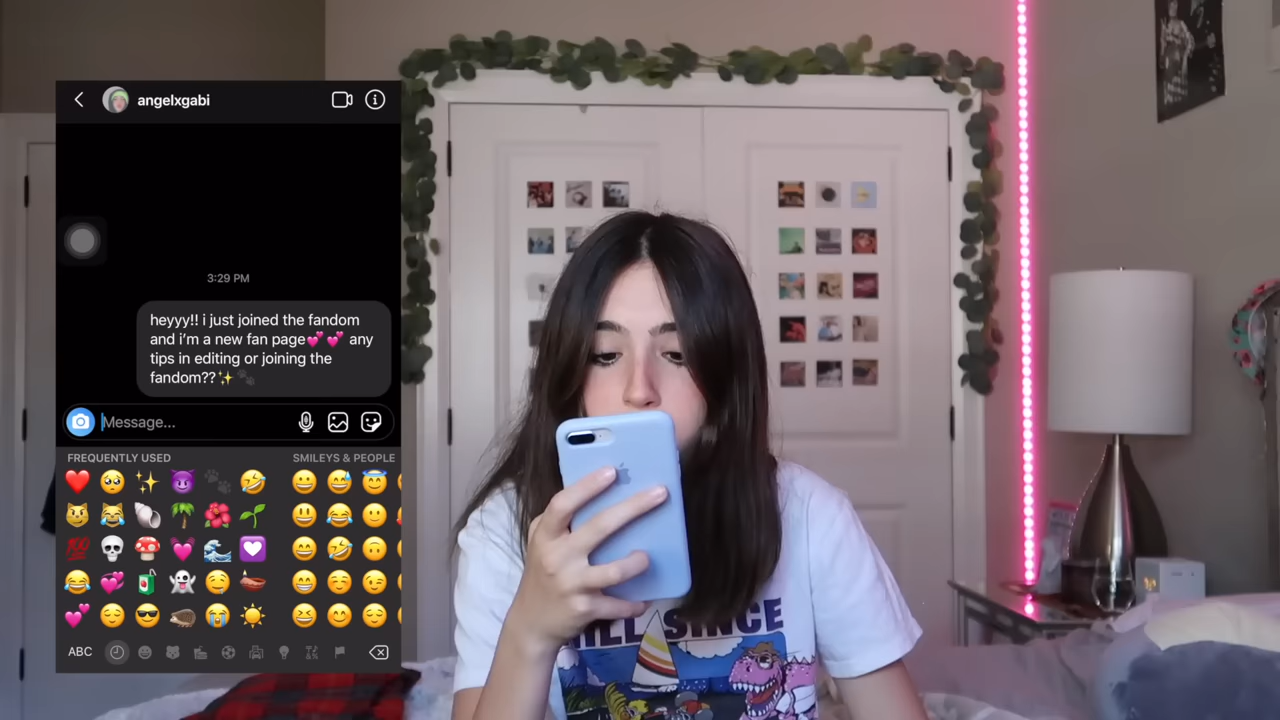 angelxgabi
3:29 PM
heyyy!! i just joined the fandom
and i'm a new fan page💕💕 any
tips in editing or joining the
fandom??✨🐾
Message...
FREQUENTLY USED
SMILEYS & PEOPLE
ABC
SINCE